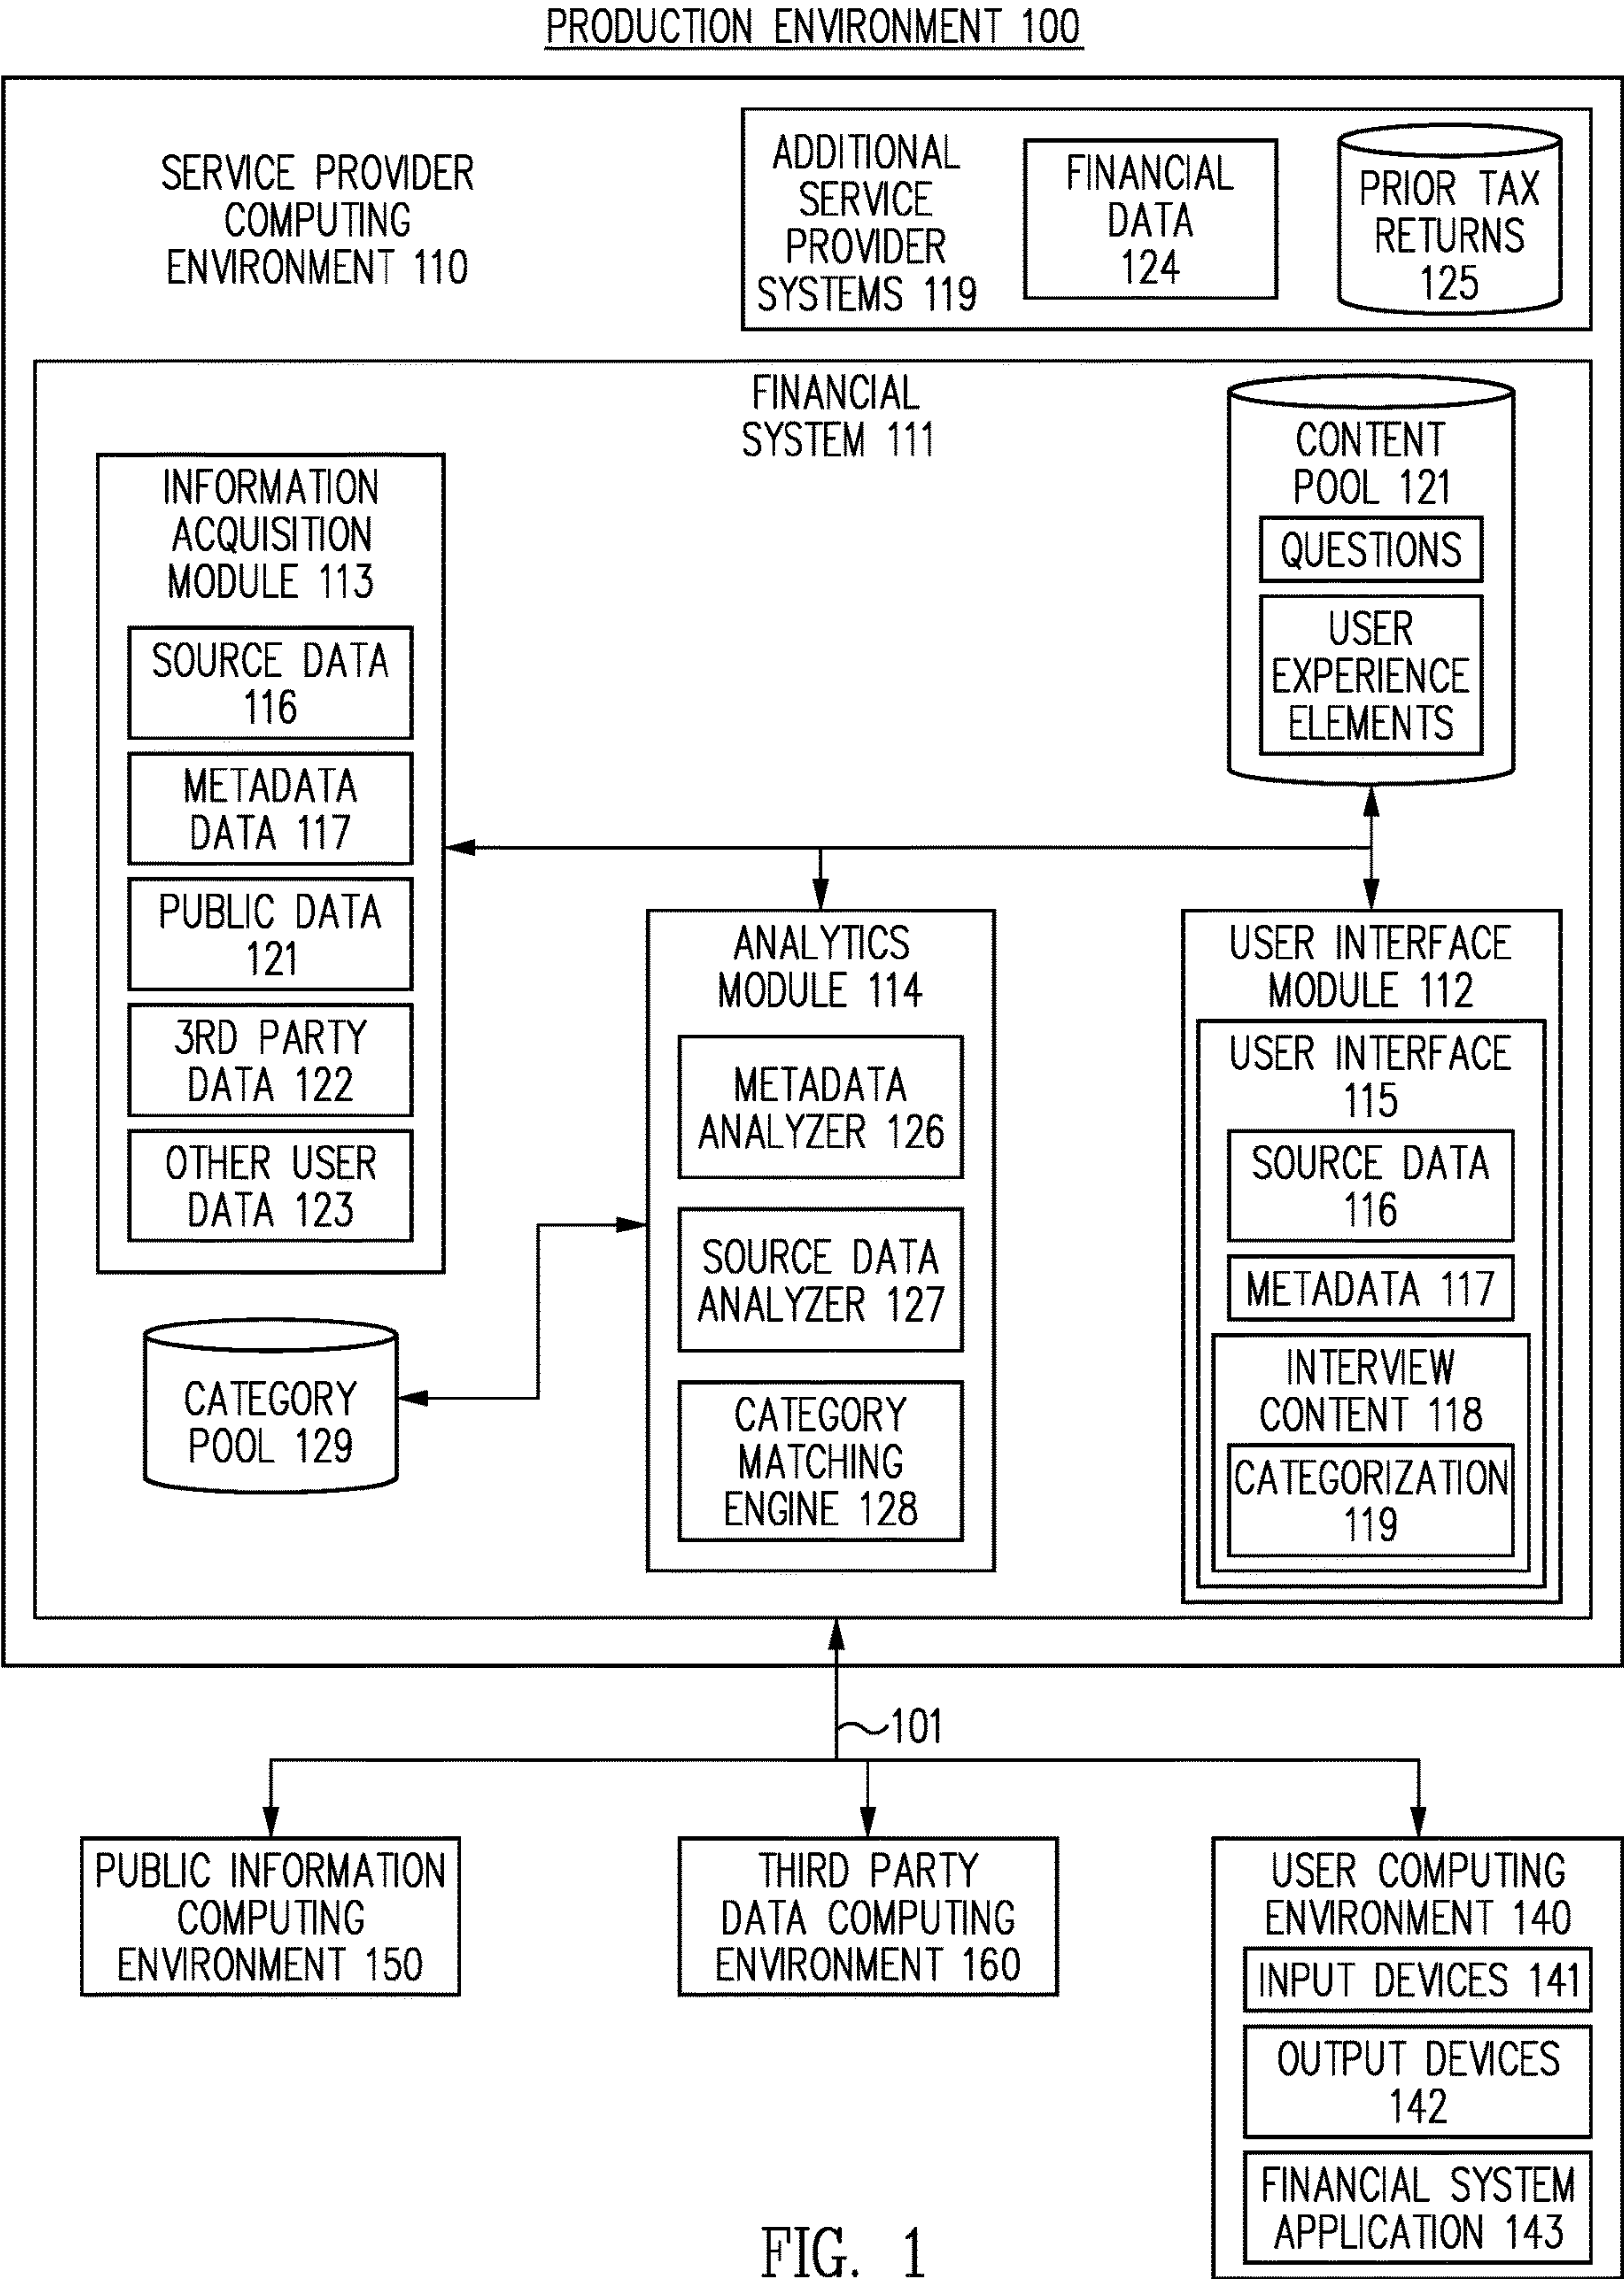 PRODUCTION ENVIRONMENT 100
SERVICE PROVIDER
COMPUTING
ENVIRONMENT 110
ADDITIONAL
SERVICE
PROVIDER
SYSTEMS 119
FINANCIAL
DATA
124
PRIOR TAX
RETURNS
125
FINANCIAL
SYSTEM 111
INFORMATION
ACQUISITION
MODULE 113
SOURCE DATA
116
METADATA
DATA 117
PUBLIC DATA
121
3RD PARTY
DATA 122
OTHER USER
DATA 123
CATEGORY
POOL 129
CONTENT
POOL 121
QUESTIONS
USER
EXPERIENCE
ELEMENTS
ANALYTICS
MODULE 114
METADATA
ANALYZER 126
SOURCE DATA
ANALYZER 127
CATEGORY
MATCHING
ENGINE 128
USER INTERFACE
MODULE 112
USER INTERFACE
115
SOURCE DATA
116
METADATA 117
INTERVIEW
CONTENT 118
CATEGORIZATION
119
101
PUBLIC INFORMATION
COMPUTING
ENVIRONMENT 150
THIRD PARTY
DATA COMPUTING
ENVIRONMENT 160
USER COMPUTING
ENVIRONMENT 140
INPUT DEVICES 141
OUTPUT DEVICES
142
FINANCIAL SYSTEM
APPLICATION 143
FIG. 1